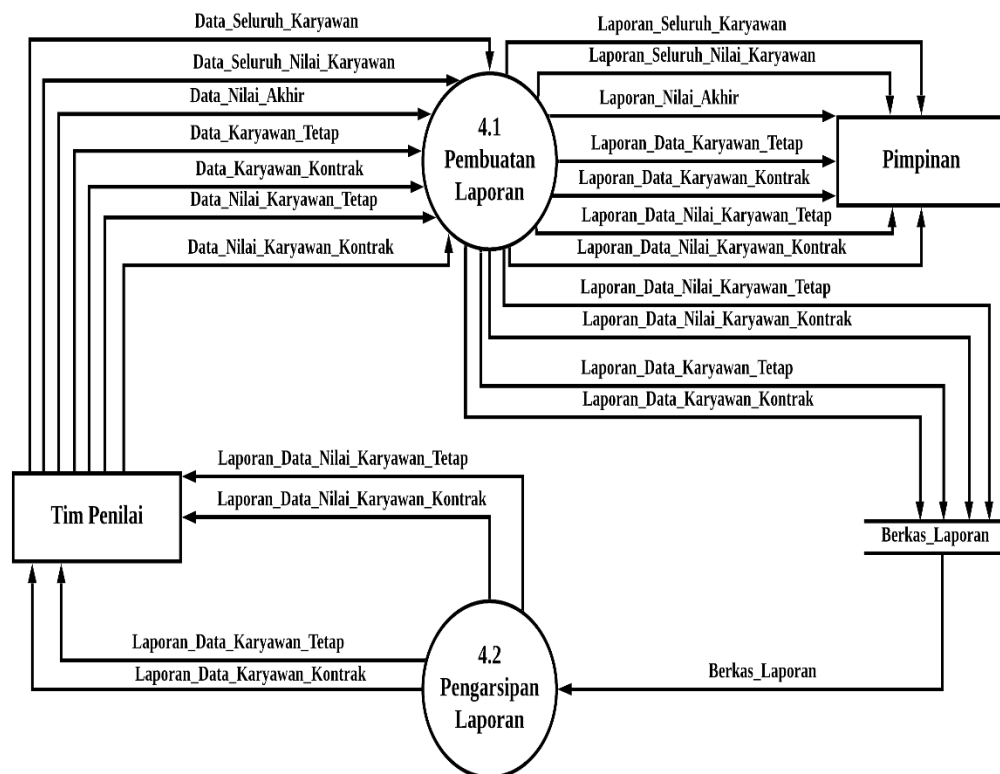 Data_Seluruh_Karyawan
Data_Seluruh_Nilai_Karyawan
Data_Nilai_Akhir
Data_Karyawan_Tetap
Data_Karyawan_Kontrak
Data_Nilai_Karyawan_Tetap
Data_Nilai_Karyawan_Kontrak
4.1
Pembuatan
Laporan
Laporan_Seluruh_Karyawan
Laporan_Seluruh_Nilai_Karyawan
Laporan_Nilai_Akhir
Laporan_Data_Karyawan_Tetap
Laporan_Data_Karyawan_Kontrak
Laporan_Data_Nilai_Karyawan_Tetap
Laporan_Data_Nilai_Karyawan_Kontrak
Pimpinan
Laporan_Data_Nilai_Karyawan_Tetap
Laporan_Data_Nilai_Karyawan_Kontrak
Laporan_Data_Karyawan_Tetap
Laporan_Data_Karyawan_Kontrak
Laporan_Data_Nilai_Karyawan_Tetap
Laporan_Data_Nilai_Karyawan_Kontrak
Tim Penilai
Berkas_Laporan
Laporan_Data_Karyawan_Tetap
Laporan_Data_Karyawan_Kontrak
4.2
Pengarsipan
Laporan
Berkas_Laporan